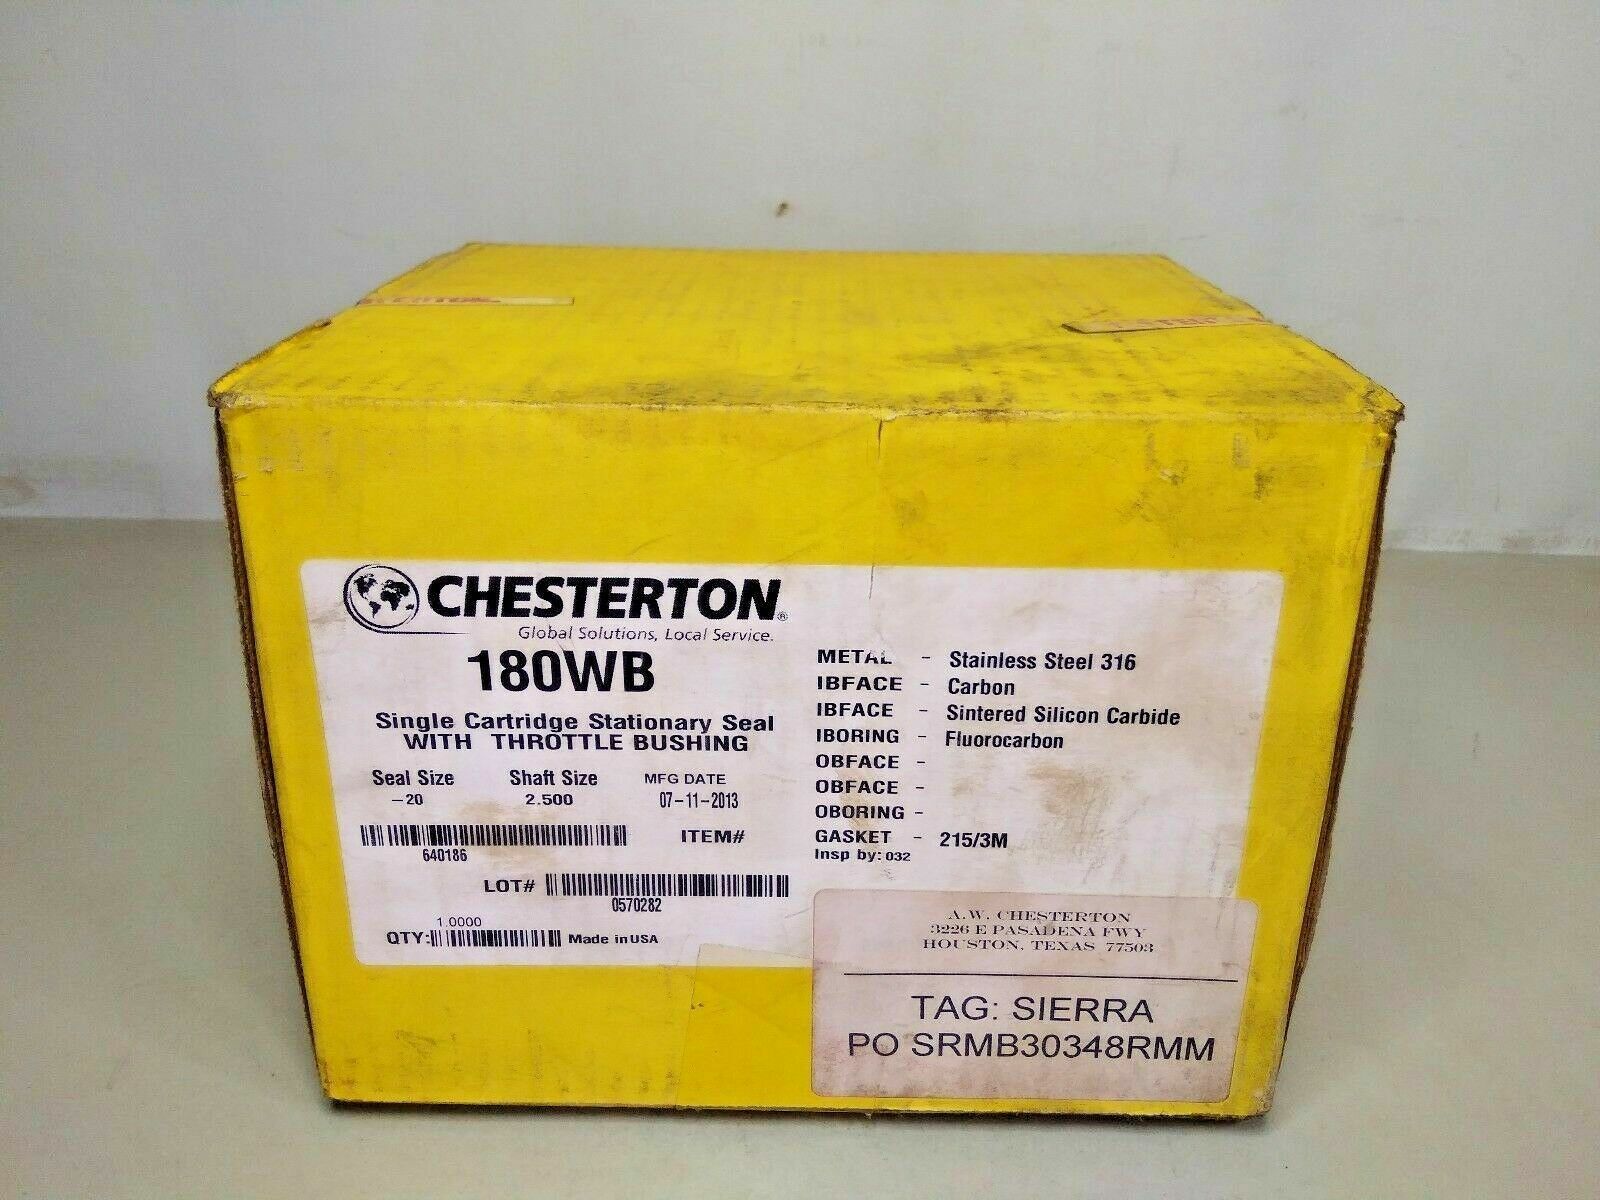 CHESTERTON®
Global Solutions, Local Service.
180WB
Single Cartridge Stationary Seal
WITH THROTTLE BUSHING
Seal Size Shaft Size MFG DATE
-20 2.500 07-11-2013
ITEM#
640186
LOT#
0570282
1.0000
QTY: Made in USA
METAL - Stainless Steel 316
IBFACE - Carbon
IBFACE - Sintered Silicon Carbide
IBORING - Fluorocarbon
OBFACE -
OBFACE -
OBORING -
GASKET - 215/3M
Insp by: 032
A.W. CHESTERTON
3226 E PASADENA FWY
HOUSTON, TEXAS 77503
TAG: SIERRA
PO SRMB30348RMM